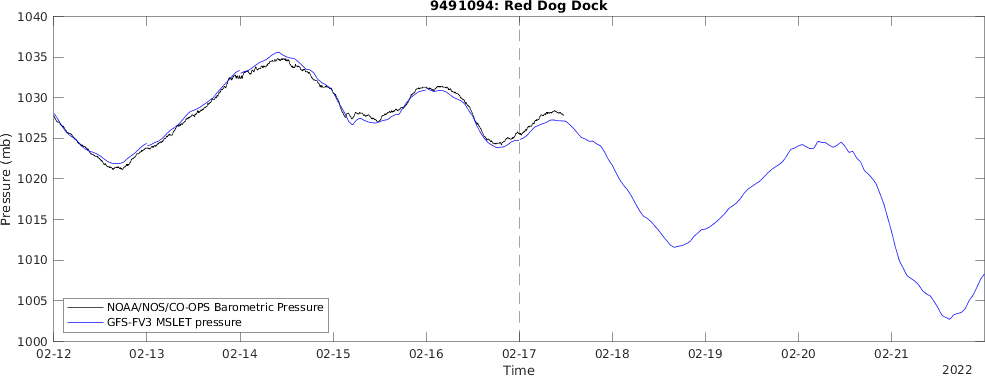 9491094: Red Dog Dock
Pressure (mb)
1040
1035
1030
1025
1020
1015
1010
1005
1000
NOAA/NOS/CO-OPS Barometric Pressure
GFS-FV3 MSLET pressure
02-12 02-13 02-14 02-15 02-16 02-17 02-18 02-19 02-20 02-21
Time
2022